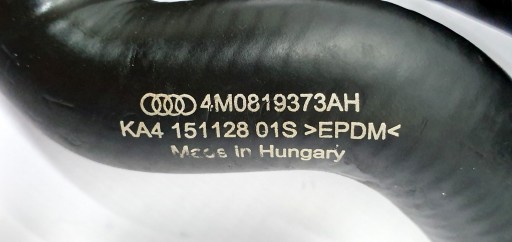 4M0819373AH
KA4 151128 01S >EPDM<
Made in Hungary